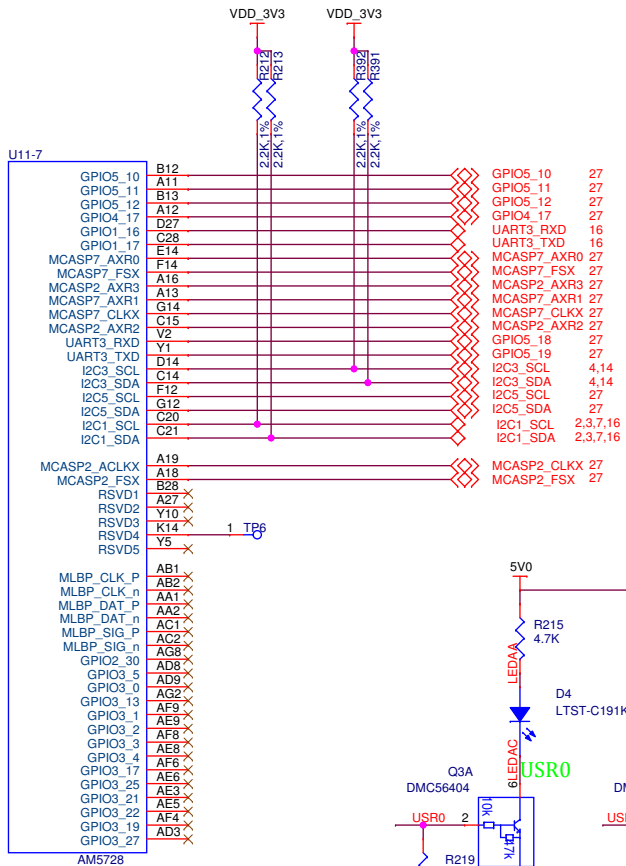 VDD_3V3 VDD_3V3
R212 R213 R392 R391
2.2K,1% 2.2K,1% 2.2K,1% 2.2K,1%
U11-7
GPIO5_10 B12 GPIO5_10 27
GPIO5_11 A11 GPIO5_11 27
GPIO5_12 B13 GPIO5_12 27
GPIO4_17 A12 GPIO4_17 27
GPIO1_16 D27 UART3_RXD 16
GPIO1_17 C28 UART3_TXD 16
MCASP7_AXR0 E14 MCASP7_AXR0 27
MCASP7_FSX F14 MCASP7_FSX 27
MCASP2_AXR3 A16 MCASP2_AXR3 27
MCASP7_AXR1 A13 MCASP7_AXR1 27
MCASP7_CLKX G14 MCASP7_CLKX 27
MCASP2_AXR2 C15 MCASP2_AXR2 27
UART3_RXD V2 GPIO5_18 27
UART3_TXD Y1 GPIO5_19 27
I2C3_SCL D14 I2C3_SCL 4,14
I2C3_SDA C14 I2C3_SDA 4,14
I2C5_SCL F12 I2C5_SCL 27
I2C5_SDA G12 I2C5_SDA 27
I2C1_SCL C20 I2C1_SCL 2,3,7,16
I2C1_SDA C21 I2C1_SDA 2,3,7,16
MCASP2_ACLKX A19 MCASP2_CLKX 27
MCASP2_FSX A18 MCASP2_FSX 27
RSVD1 B28
RSVD2 A27
RSVD3 Y10
RSVD4 K14 1 TP6
RSVD5 Y5
MLBP_CLK_P AB1
MLBP_CLK_n AB2
MLBP_DAT_P AA1
MLBP_DAT_n AA2
MLBP_SIG_P AC1
MLBP_SIG_n AC2
GPIO2_30 AG8
GPIO3_5 AD8
GPIO3_0 AD9
GPIO3_13 AG2
GPIO3_1 AF9
GPIO3_2 AE9
GPIO3_3 AF8
GPIO3_4 AE8
GPIO3_17 AF6
GPIO3_25 AE6
GPIO3_21 AE3
GPIO3_22 AE5
GPIO3_19 AF4
GPIO3_27 AD3
AM5728
5V0
R215
4.7K
LEDAA
D4
LTST-C191K
LEDAC
6
USR0
Q3A
DMC56404
USR0 2
10k
47k
R219